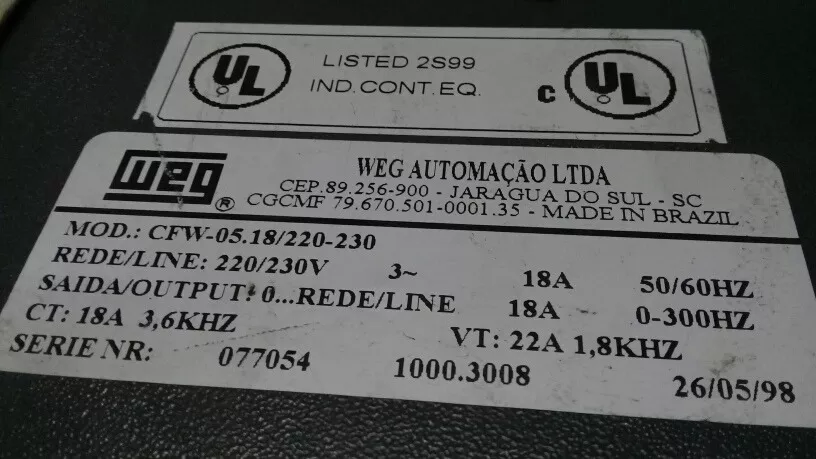 UL LISTED 2S99 C UL
IND. CONT. EQ.
WEG ® WEG AUTOMAÇÃO LTDA
CEP. 89.256-900 - JARAGUA DO SUL - SC
CGCMF 79.670.501-0001.35 - MADE IN BRAZIL
MOD.: CFW-05.18/220-230
REDE/LINE: 220/230V 3~ 18A 50/60HZ
SAIDA/OUTPUT: 0...REDE/LINE 18A 0-300HZ
CT: 18A 3,6KHZ VT: 22A 1,8KHZ
SERIE NR: 077054 1000.3008 26/05/98